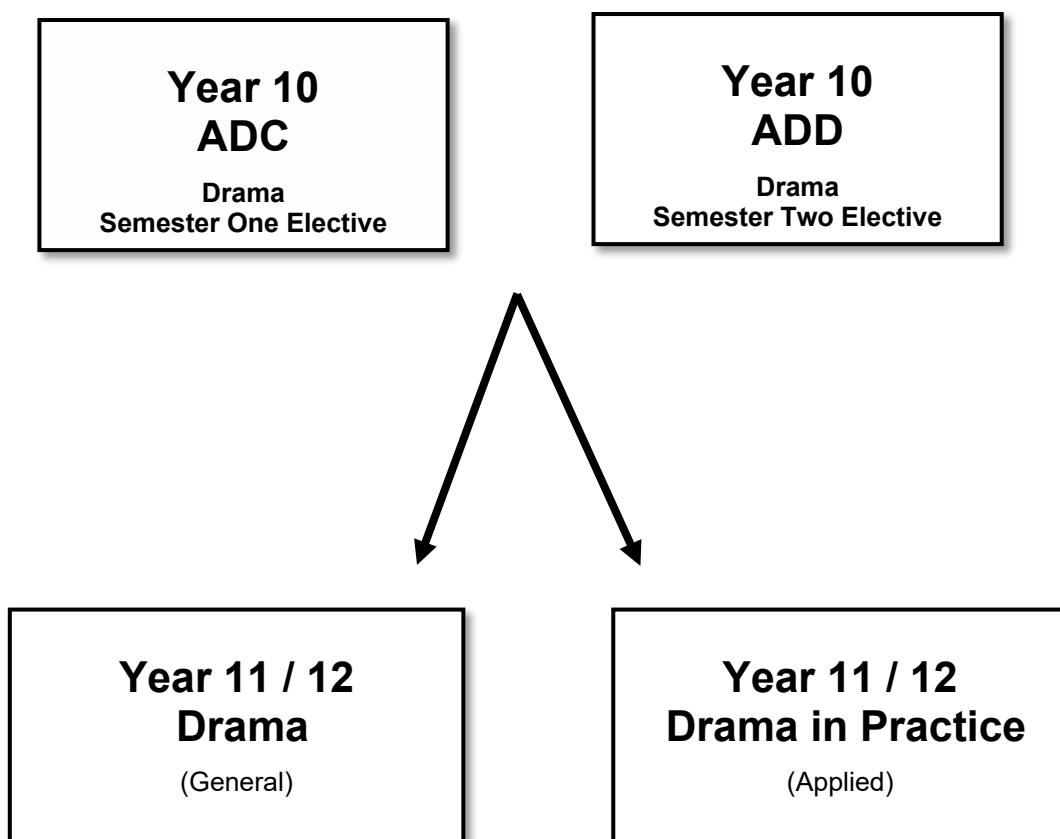 Year 10
ADC
Drama
Semester One Elective
Year 10
ADD
Drama
Semester Two Elective
Year 11 / 12
Drama
(General)
Year 11 / 12
Drama in Practice
(Applied)